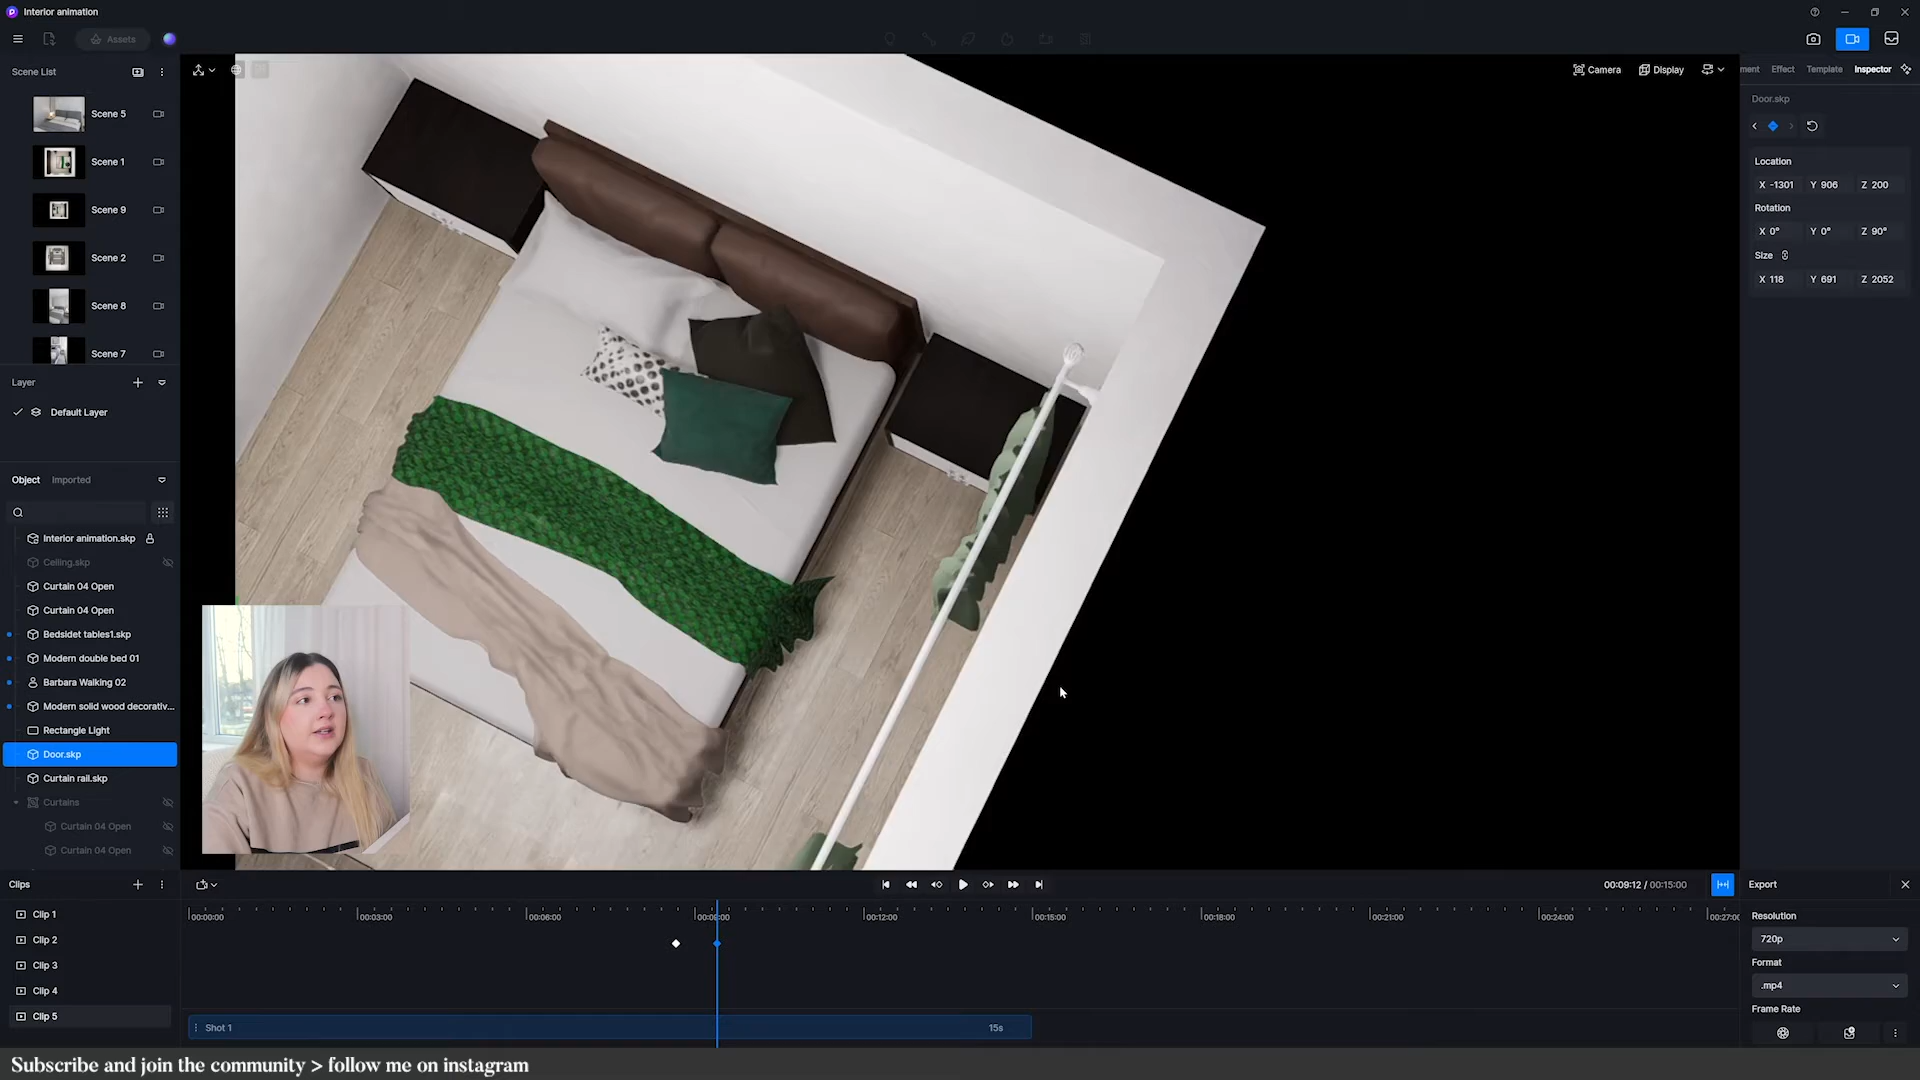 Interior animation
Assets
Scene List
Scene 5
Scene 1
Scene 9
Scene 2
Scene 8
Scene 7
Layer
Default Layer
Object Imported
Interior animation.skp
Ceiling.skp
Curtain 04 Open
Curtain 04 Open
Bedsidet tables1.skp
Modern double bed 01
Barbara Walking 02
Modern solid wood decorativ...
Rectangle Light
Door.skp
Curtain rail.skp
Curtains
Curtain 04 Open
Curtain 04 Open
Camera Display
ment Effect Template Inspector
Door.skp
Location
X -1301 Y 906 Z 200
Rotation
X 0° Y 0° Z 90°
Size
X 118 Y 691 Z 2052
Clips
Clip 1
Clip 2
Clip 3
Clip 4
Clip 5
00:09:12 / 00:15:00
00:00:00 00:03:00 00:06:00 00:09:00 00:12:00 00:15:00 00:18:00 00:21:00 00:24:00 00:27:00
Shot 1 15s
Export
Resolution
720p
Format
.mp4
Frame Rate
Subscribe and join the community > follow me on instagram